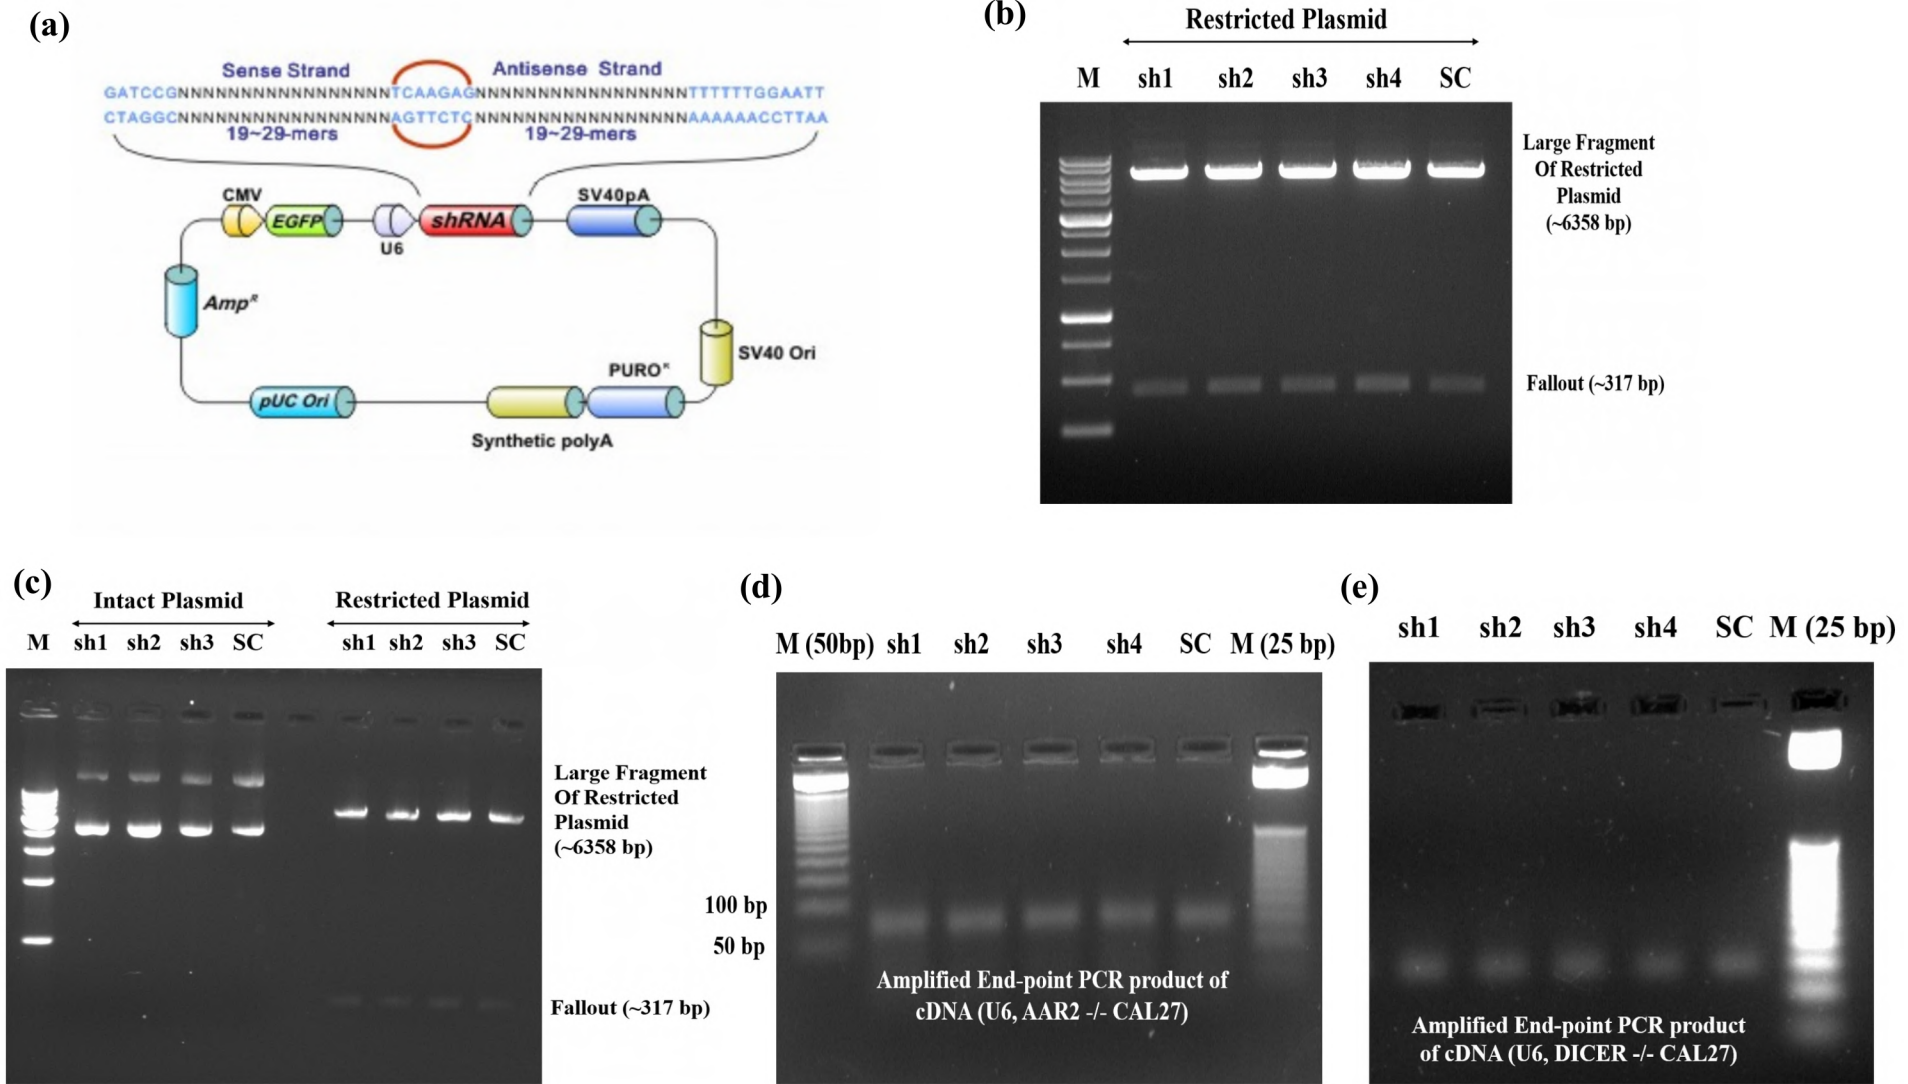 (a)
Sense Strand
Antisense Strand
GATCCGNNNNNNNNNNNNNNNNNNTCAAGAGNNNNNNNNNNNNNNNNNNTTTTTTGGAATT
CTAGGCNNNNNNNNNNNNNNNNNNAGTTCTCNNNNNNNNNNNNNNNNNNAAAAAACCTTAA
19~29-mers
19~29-mers
CMV
EGFP
U6
shRNA
SV40pA
Amp^R
SV40 Ori
PURO^R
pUC Ori
Synthetic polyA
(b)
Restricted Plasmid
M sh1 sh2 sh3 sh4 SC
Large Fragment
Of Restricted
Plasmid
(~6358 bp)
Fallout (~317 bp)
(c)
Intact Plasmid
Restricted Plasmid
M sh1 sh2 sh3 SC sh1 sh2 sh3 SC
Large Fragment
Of Restricted
Plasmid
(~6358 bp)
Fallout (~317 bp)
(d)
M (50bp) sh1 sh2 sh3 sh4 SC M (25 bp)
100 bp
50 bp
Amplified End-point PCR product of
cDNA (U6, AAR2 -/- CAL27)
(e)
sh1 sh2 sh3 sh4 SC M (25 bp)
Amplified End-point PCR product
of cDNA (U6, DICER -/- CAL27)